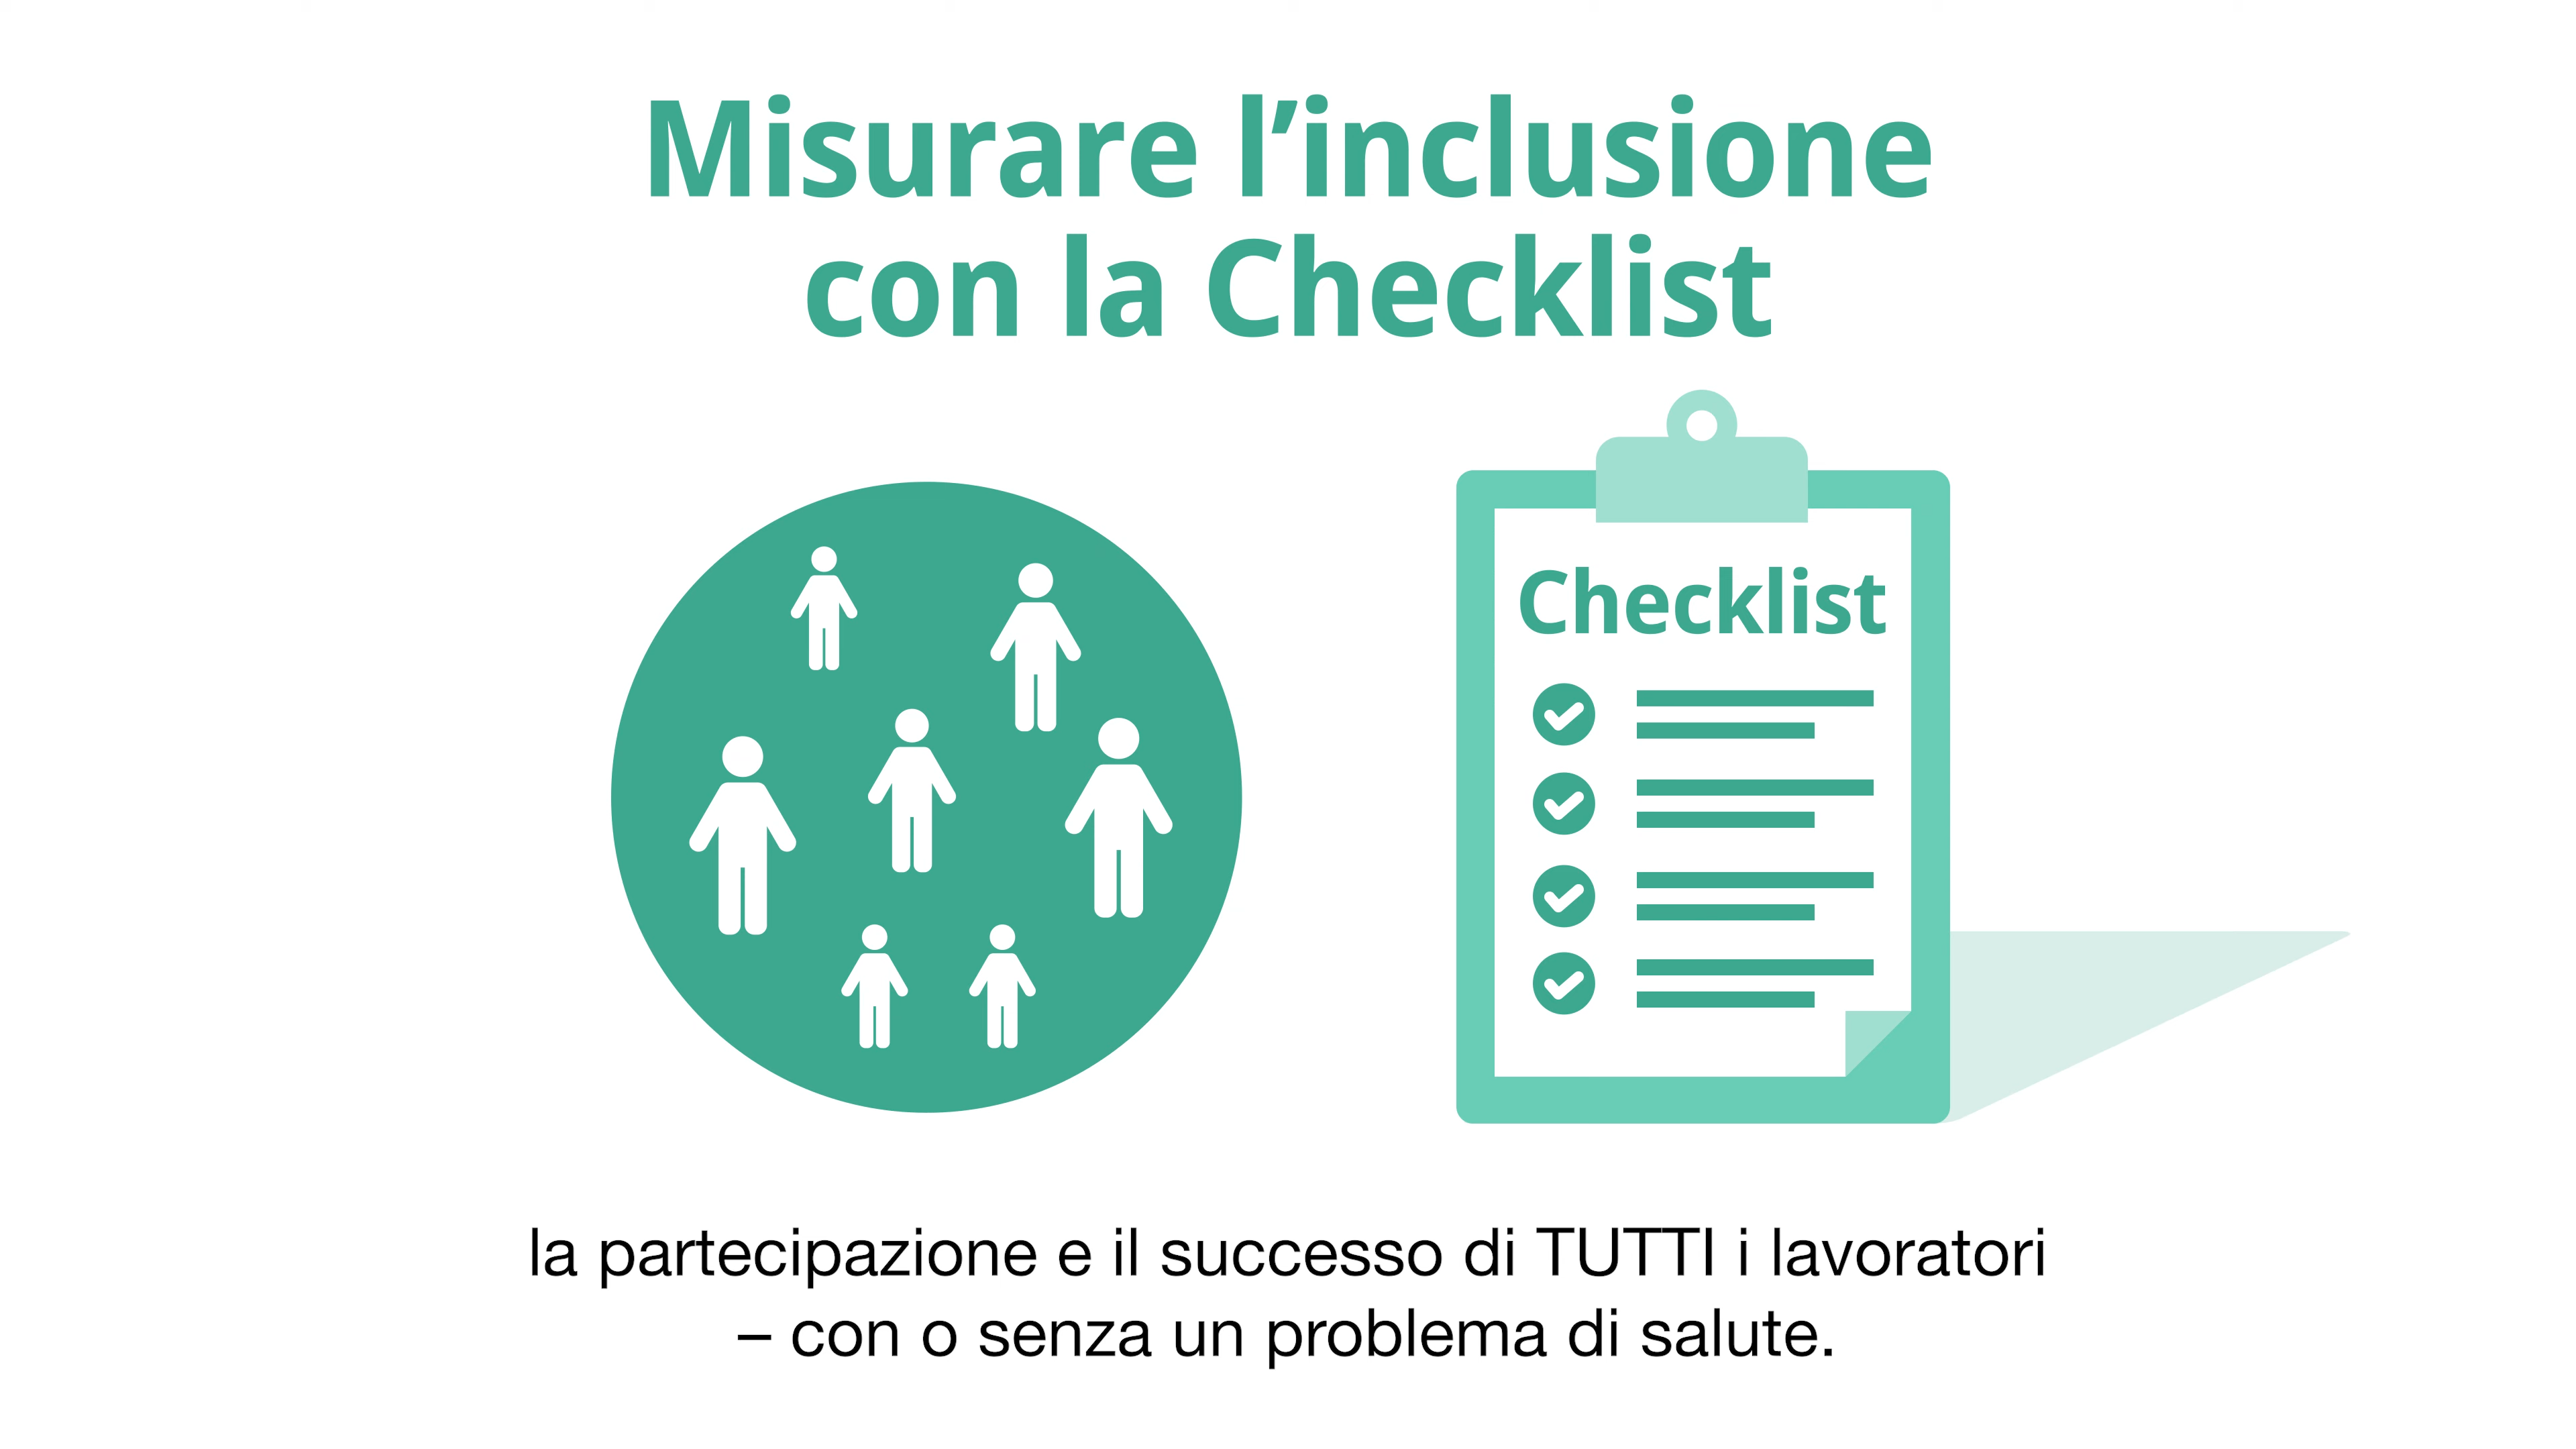 Misurare l’inclusione
con la Checklist
Checklist
la partecipazione e il successo di TUTTI i lavoratori
– con o senza un problema di salute.